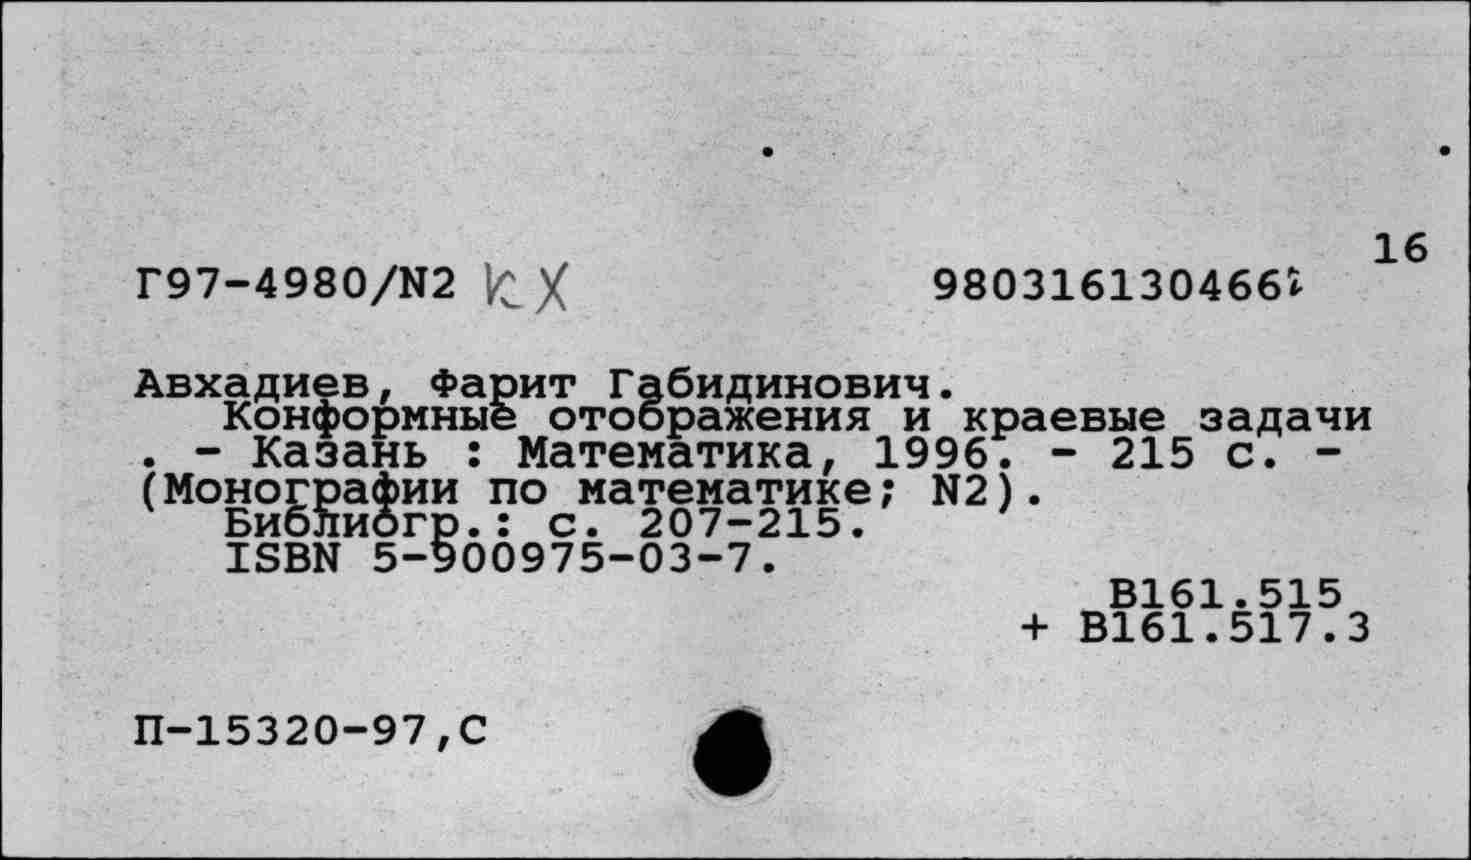 16
Г97-4980/N2 КХ 980316130466
Авхадиев, Фарит Габидинович.
Конформные отображения и краевые задачи
. - Казань : Математика, 1996. - 215 с. -
(Монографии по математике; N2).
Библиогр.: с. 207-215.
ISBN 5-900975-03-7.
В161.515
+ В161.517.3
П-15320-97,С